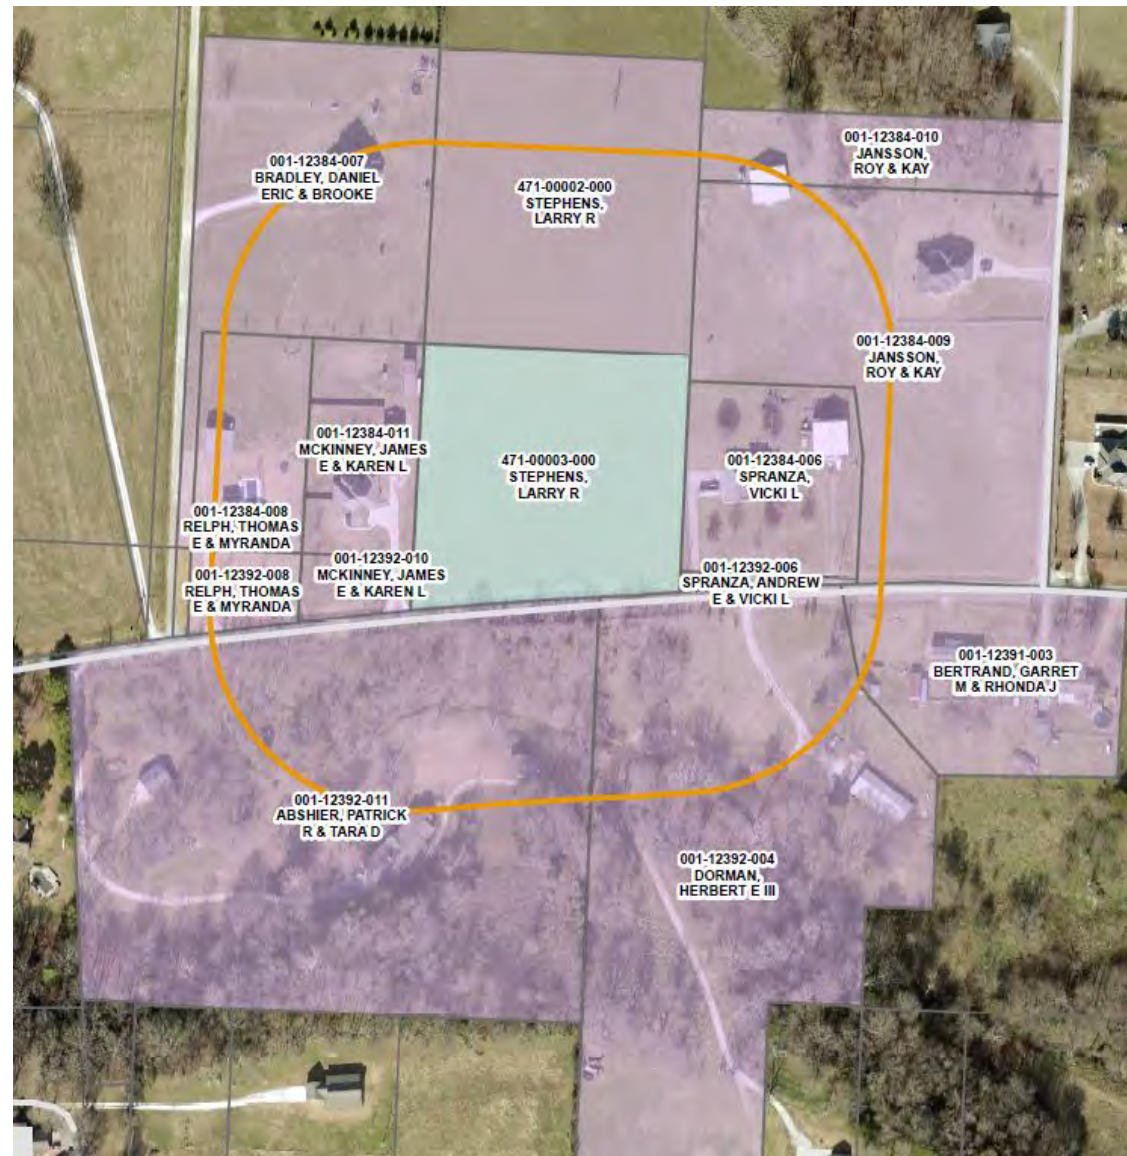 001-12384-010
JANSSON,
ROY & KAY
001-12384-007
BRADLEY, DANIEL
ERIC & BROOKE
471-00002-000
STEPHENS,
LARRY R
001-12384-009
JANSSON,
ROY & KAY
001-12384-011
MCKINNEY, JAMES
E & KAREN L
471-00003-000
STEPHENS,
LARRY R
001-12384-006
SPRANZA,
VICKI L
001-12384-008
RELPH, THOMAS
E & MYRANDA
001-12392-010
MCKINNEY, JAMES
E & KAREN L
001-12392-008
RELPH, THOMAS
E & MYRANDA
001-12392-006
SPRANZA, ANDREW
E & VICKI L
001-12391-003
BERTRAND, GARRET
M & RHONDA J
001-12392-011
ABSHIER, PATRICK
R & TARA D
001-12392-004
DORMAN,
HERBERT E III